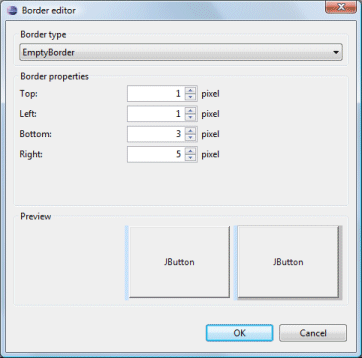 Border editor
Border type
EmptyBorder
Border properties
Top: 1 pixel
Left: 1 pixel
Bottom: 3 pixel
Right: 5 pixel
Preview
JButton JButton
OK Cancel